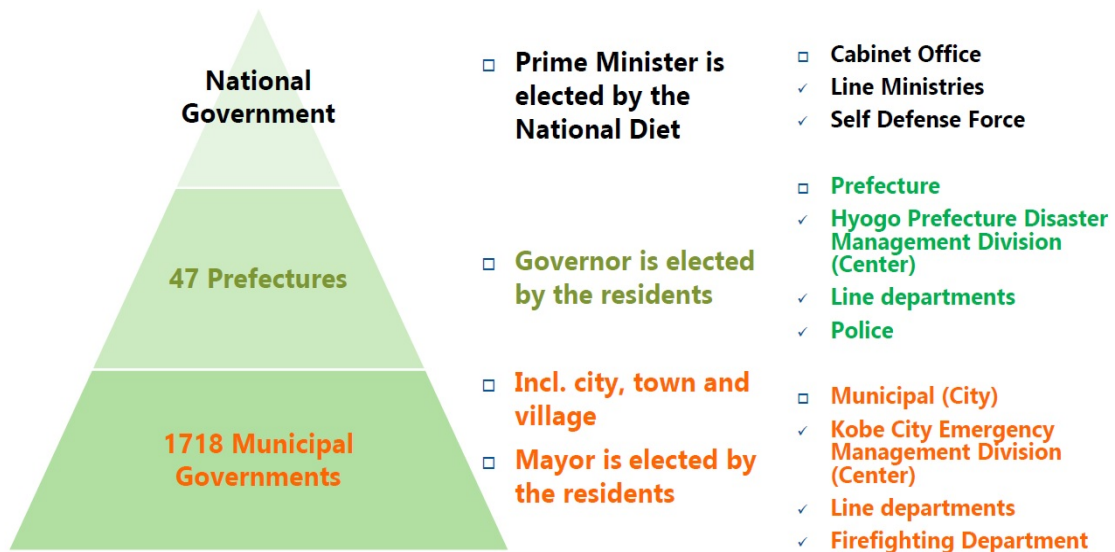 National
Government
Prime Minister is
elected by the
National Diet
Cabinet Office
Line Ministries
Self Defense Force
47 Prefectures
Governor is elected
by the residents
Prefecture
Hyogo Prefecture Disaster
Management Division
(Center)
Line departments
Police
1718 Municipal
Governments
Incl. city, town and
village
Mayor is elected by
the residents
Municipal (City)
Kobe City Emergency
Management Division
(Center)
Line departments
Firefighting Department